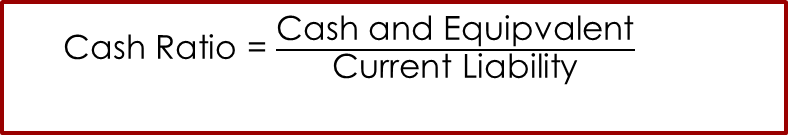 Cash and Equipvalent
Cash Ratio =
Current Liability